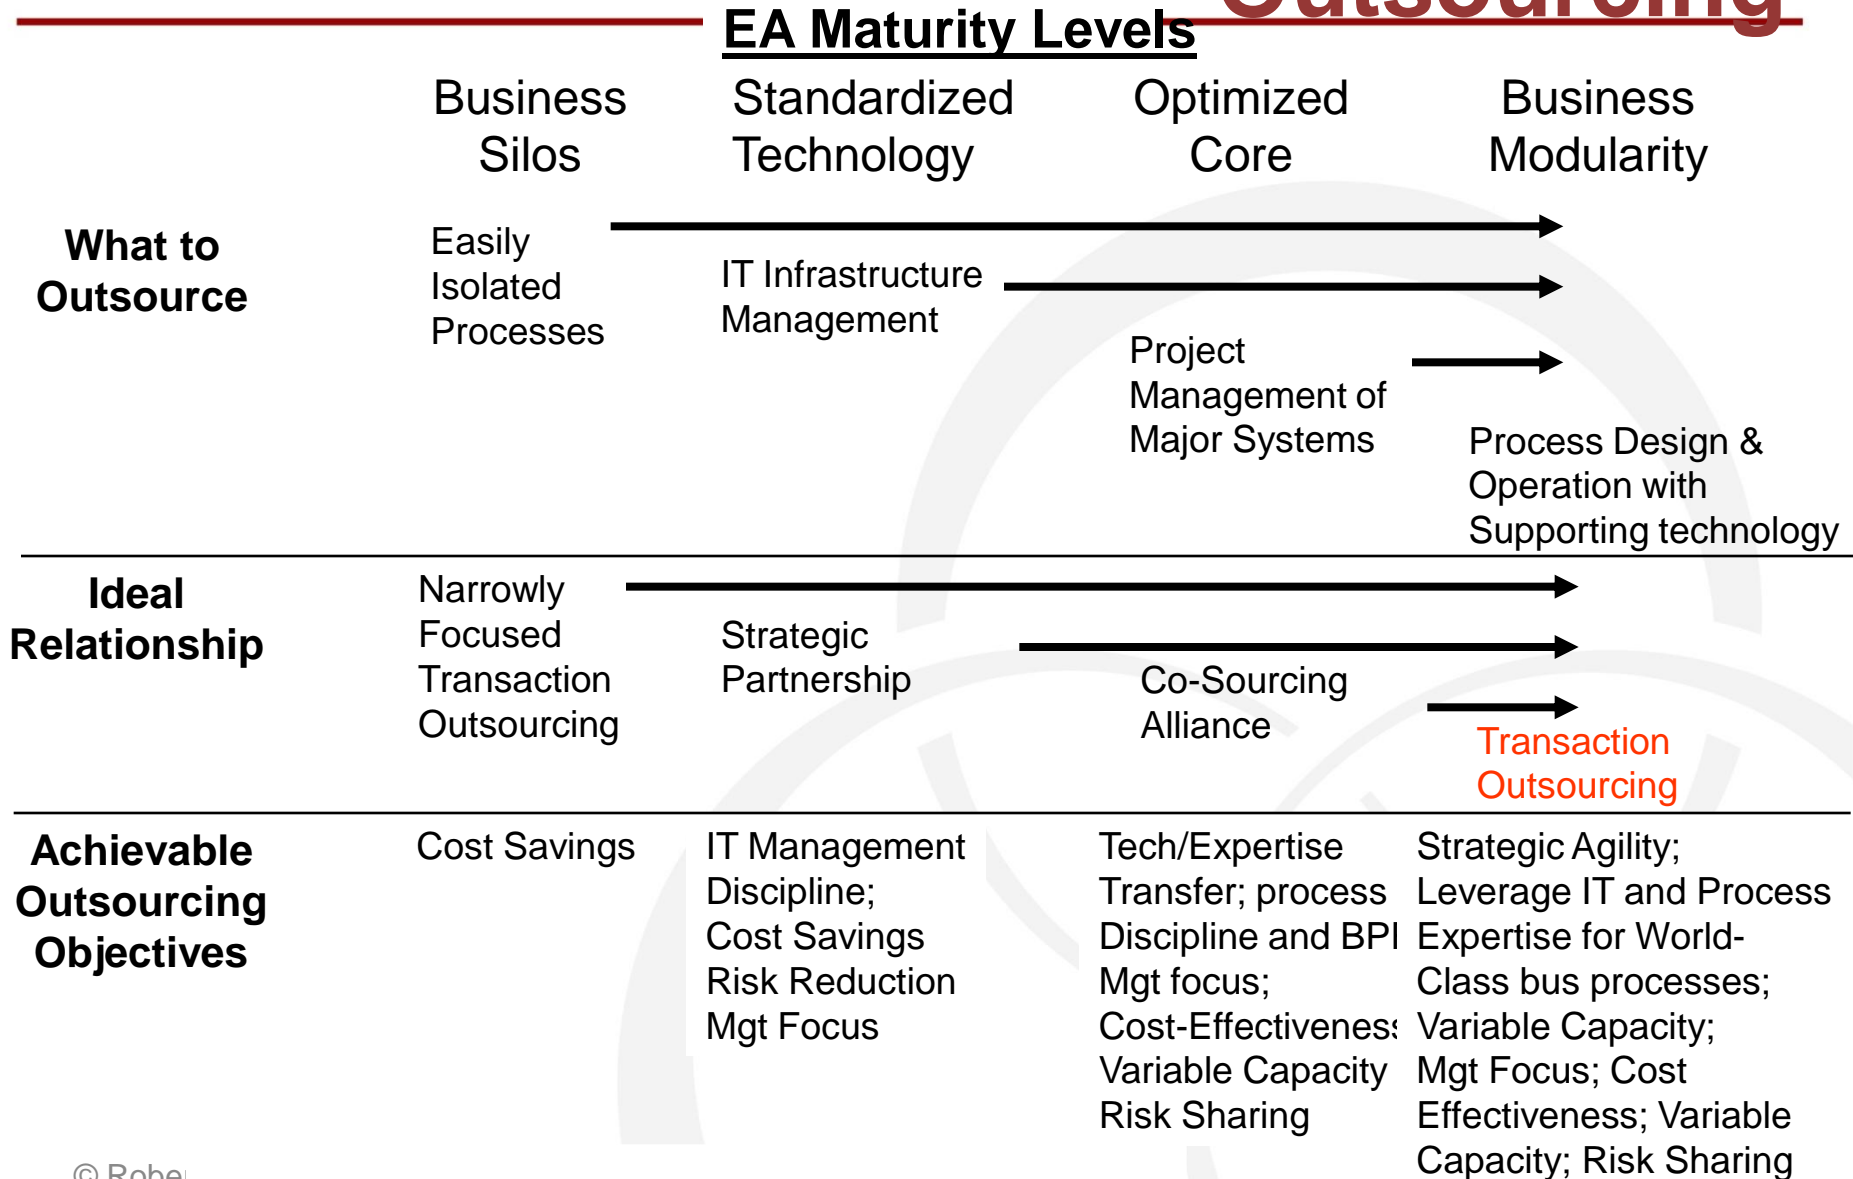 Outsourcing
EA Maturity Levels
Business
Silos
Standardized
Technology
Optimized
Core
Business
Modularity
What to
Outsource
Easily
Isolated
Processes
IT Infrastructure
Management
Project
Management of
Major Systems
Process Design &
Operation with
Supporting technology
Ideal
Relationship
Narrowly
Focused
Transaction
Outsourcing
Strategic
Partnership
Co-Sourcing
Alliance
Transaction
Outsourcing
Achievable
Outsourcing
Objectives
Cost Savings
IT Management
Discipline;
Cost Savings
Risk Reduction
Mgt Focus
Tech/Expertise
Transfer; process
Discipline and
Mgt focus;
Cost-Effectiveness
Variable Capacity
Risk Sharing
Strategic Agility;
Leverage IT and Process
Expertise for World-
Class bus processes;
Variable Capacity;
Mgt Focus; Cost
Effectiveness; Variable
Capacity; Risk Sharing
©